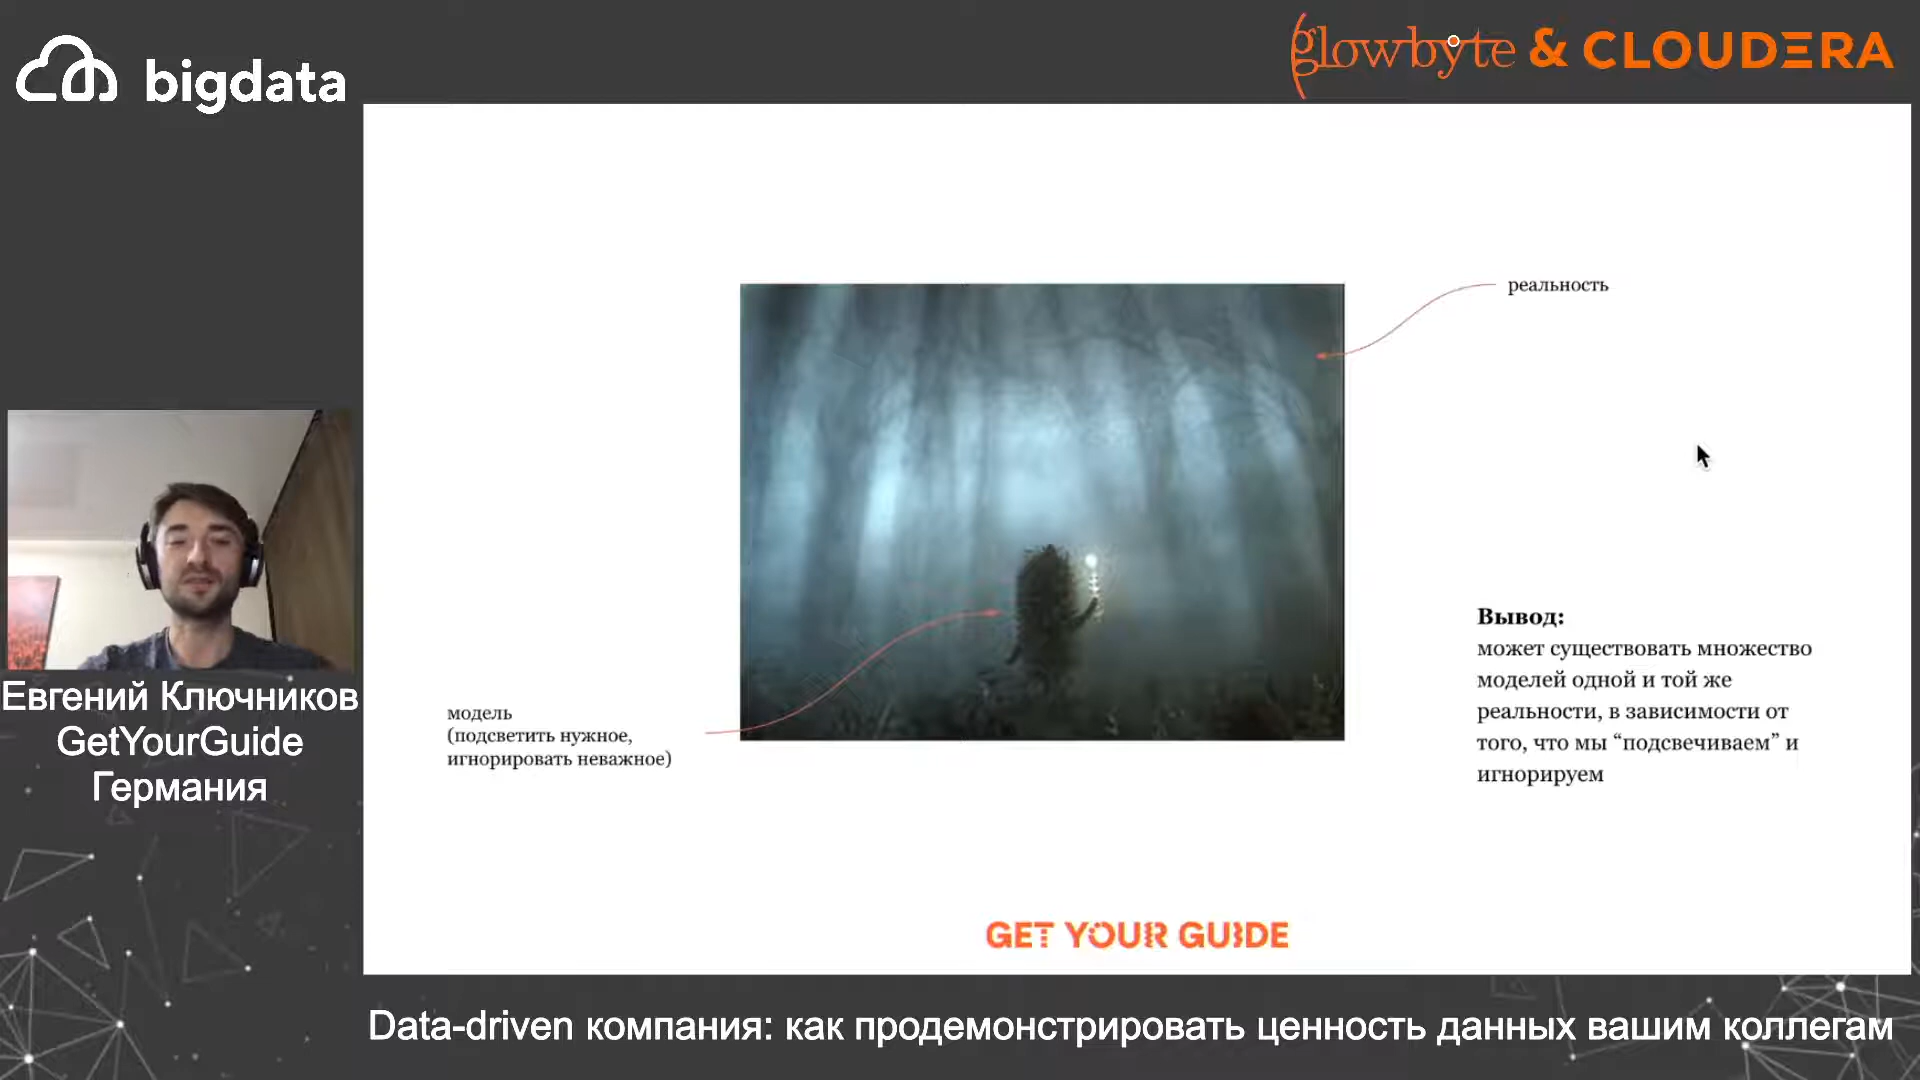 bigdata
glowbyte & CLOUDERA
реальность
Вывод:
может существовать множество
моделей одной и той же
реальности, в зависимости от
того, что мы “подсвечиваем” и
игнорируем
модель
(подсветить нужное,
игнорировать неважное)
Евгений Ключников
GetYourGuide
Германия
GET YOUR GUIDE
Data-driven компания: как продемонстрировать ценность данных вашим коллегам